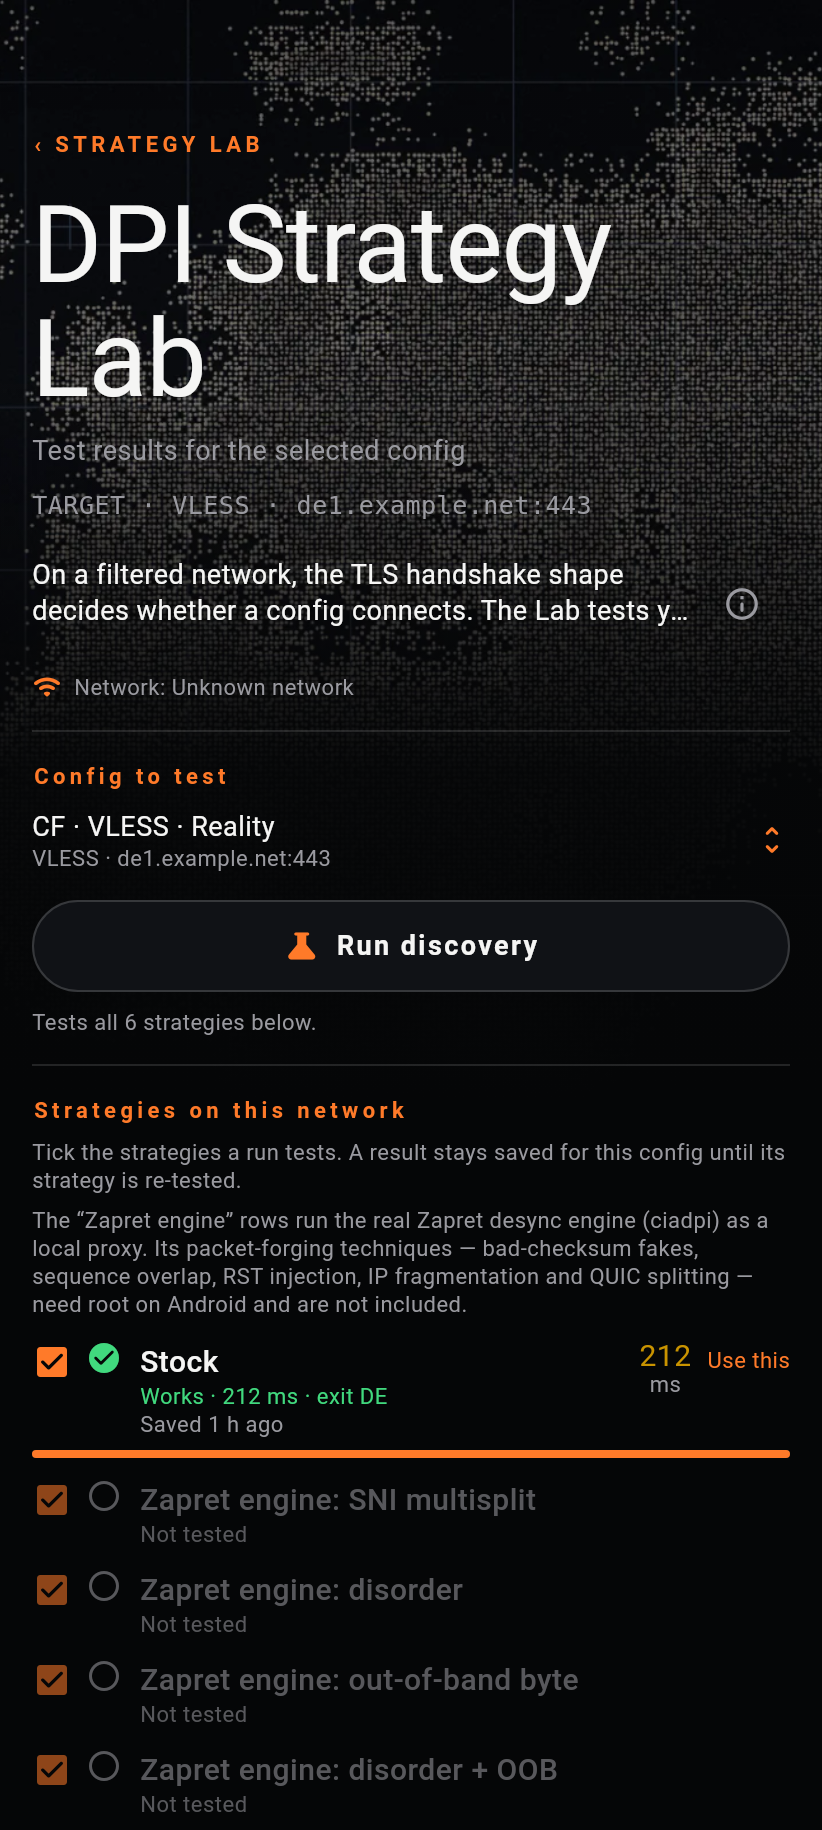 ‹ STRATEGY LAB
DPI Strategy
Lab
Test results for the selected config
TARGET · VLESS · de1.example.net:443
On a filtered network, the TLS handshake shape
decides whether a config connects. The Lab tests y…
Network: Unknown network
Config to test
CF · VLESS · Reality
VLESS · de1.example.net:443
Run discovery
Tests all 6 strategies below.
Strategies on this network
Tick the strategies a run tests. A result stays saved for this config until its
strategy is re-tested.
The “Zapret engine” rows run the real Zapret desync engine (ciadpi) as a
local proxy. Its packet-forging techniques — bad-checksum fakes,
sequence overlap, RST injection, IP fragmentation and QUIC splitting —
need root on Android and are not included.
Stock
212
ms
Use this
Works · 212 ms · exit DE
Saved 1 h ago
Zapret engine: SNI multisplit
Not tested
Zapret engine: disorder
Not tested
Zapret engine: out-of-band byte
Not tested
Zapret engine: disorder + OOB
Not tested